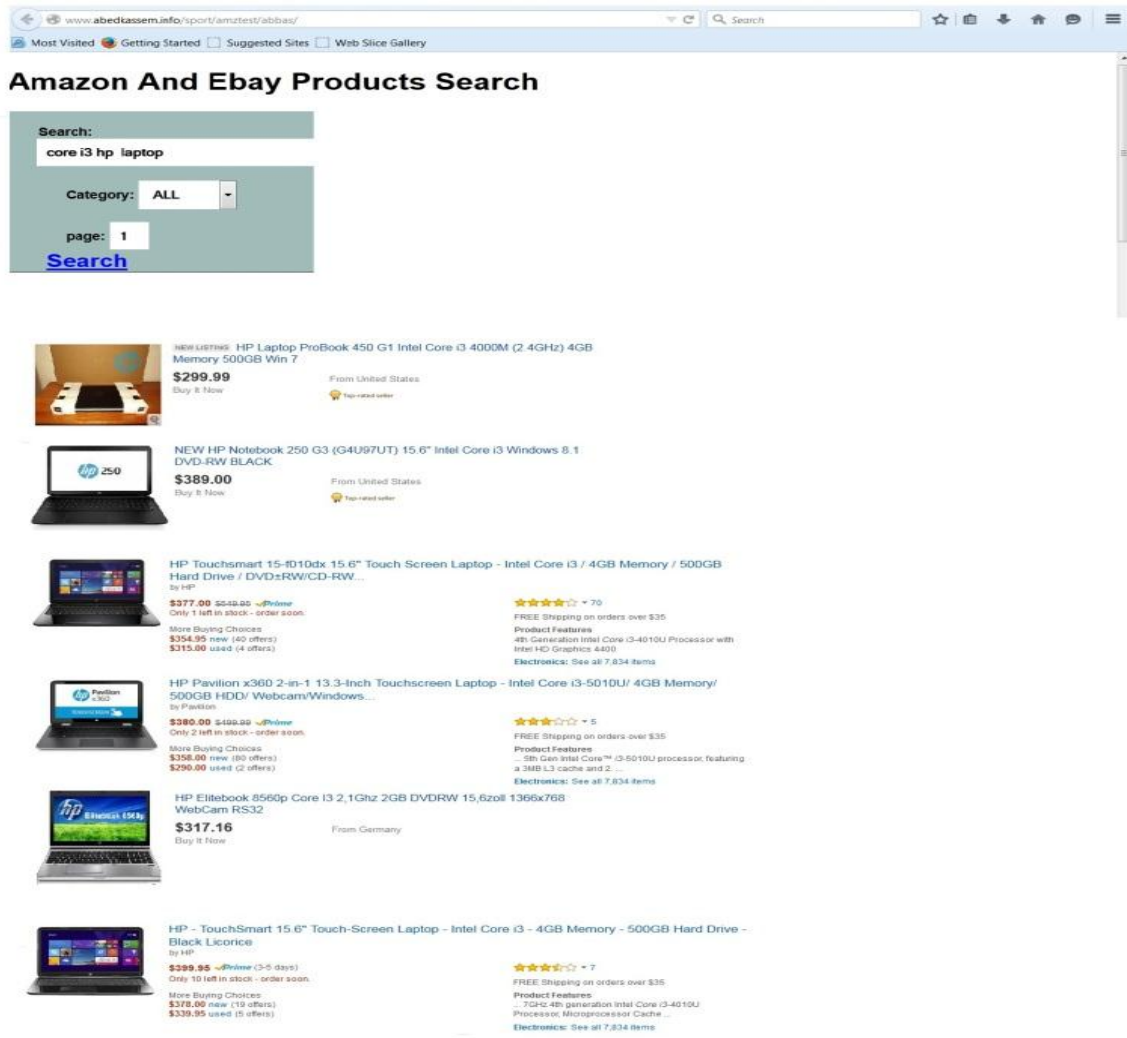 www.abedkassem.info/sport/amztest/abbas/
Search
Most Visited Getting Started Suggested Sites Web Slice Gallery
Amazon And Ebay Products Search
Search:
core i3 hp laptop
Category: ALL
page: 1
Search
NEW LISTING HP Laptop ProBook 450 G1 Intel Core i3 4000M (2.4GHz) 4GB
Memory 500GB Win 7
$299.99 From United States
Buy It Now Top-rated seller
hp 250
NEW HP Notebook 250 G3 (G4U97UT) 15.6" Intel Core i3 Windows 8.1
DVD-RW BLACK
$389.00 From United States
Buy It Now Top-rated seller
HP Touchsmart 15-f010dx 15.6" Touch Screen Laptop - Intel Core i3 / 4GB Memory / 500GB
Hard Drive / DVD±RW/CD-RW...
by HP
$377.00 $549.95 Prime
Only 1 left in stock - order soon.
More Buying Choices
$354.95 new (40 offers)
$315.00 used (4 offers)
70
FREE Shipping on orders over $35
Product Features
4th Generation Intel Core i3-4010U Processor with
Intel HD Graphics 4400
Electronics: See all 7,834 items
hp Pavilion
x360
HP Pavilion x360 2-in-1 13.3-Inch Touchscreen Laptop - Intel Core i3-5010U/ 4GB Memory/
500GB HDD/ Webcam/Windows...
by Pavilion
$380.00 $499.99 Prime
Only 2 left in stock - order soon.
More Buying Choices
$358.00 new (80 offers)
$290.00 used (2 offers)
5
FREE Shipping on orders over $35
Product Features
... 5th Gen Intel Core™ i3-5010U processor, featuring
a 3MB L3 cache and 2. ...
Electronics: See all 7,834 items
hp EliteBook 8560p
HP Elitebook 8560p Core I3 2,1Ghz 2GB DVDRW 15,6zoll 1366x768
WebCam RS32
$317.16 From Germany
Buy It Now
HP - TouchSmart 15.6" Touch-Screen Laptop - Intel Core i3 - 4GB Memory - 500GB Hard Drive -
Black Licorice
by HP
$399.95 Prime (3-5 days)
Only 10 left in stock - order soon.
More Buying Choices
$378.00 new (19 offers)
$339.95 used (5 offers)
7
FREE Shipping on orders over $35
Product Features
... 7GHz 4th generation Intel Core i3-4010U
Processor, Microprocessor Cache ...
Electronics: See all 7,834 items